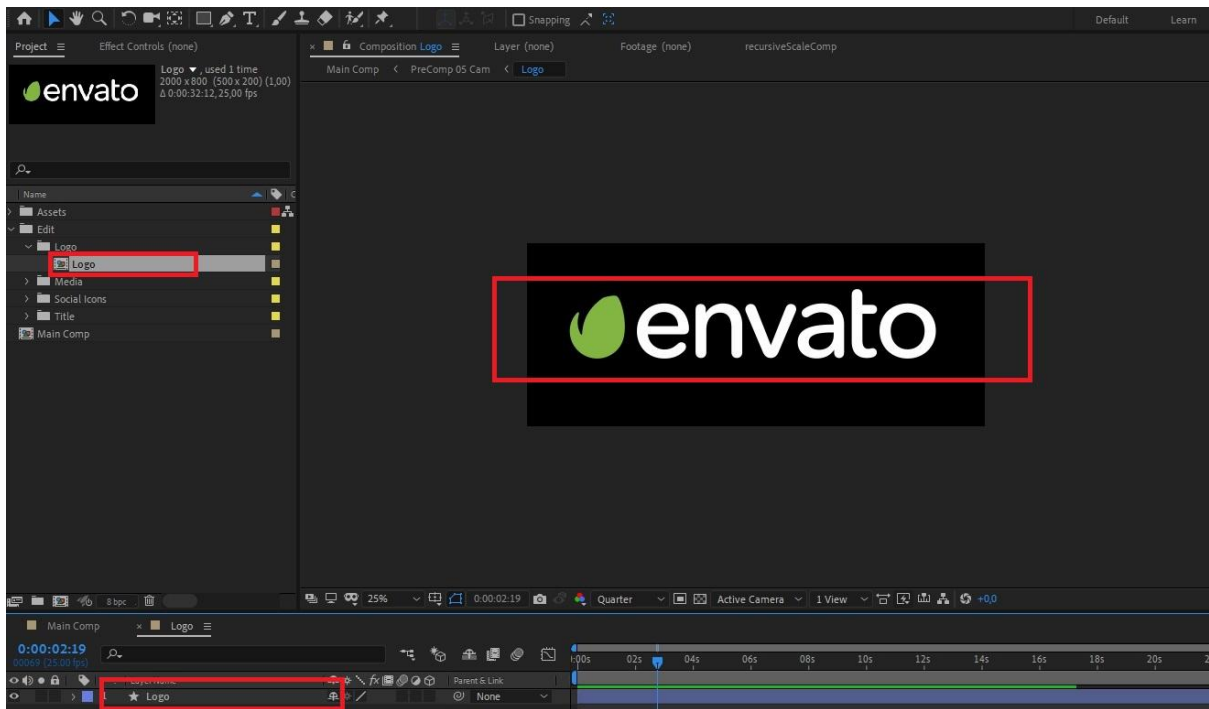 Snapping
Default Learn
Project Effect Controls (none)
Composition Logo Layer (none) Footage (none) recursiveScaleComp
Main Comp PreComp 05 Cam Logo
Logo , used 1 time
2000 x 800 (500 x 200) (1,00)
Δ 0:00:32:12, 25,00 fps
envato
Name
Assets
Edit
Logo
Logo
Media
Social Icons
Title
Main Comp
envato
8 bpc
25% 0:00:02:19 Quarter Active Camera 1 View +0,0
Main Comp Logo
0:00:02:19
00069 (25.00 fps)
:00s 02s 04s 06s 08s 10s 12s 14s 16s 18s 20s
Parent & Link
1 Logo None